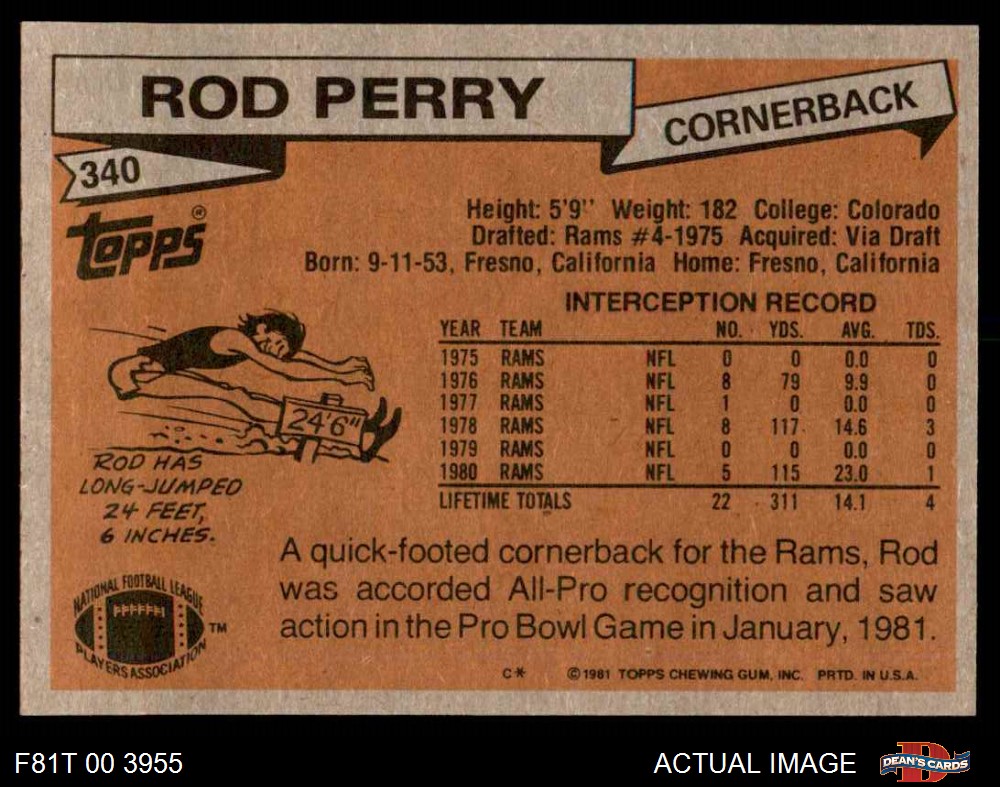 ROD PERRY
CORNERBACK
340
Topps®
Height: 5'9'' Weight: 182 College: Colorado
Drafted: Rams #4-1975 Acquired: Via Draft
Born: 9-11-53, Fresno, California Home: Fresno, California
INTERCEPTION RECORD
YEAR TEAM NO. YDS. AVG. TDS.
1975 RAMS NFL 0 0 0.0 0
1976 RAMS NFL 8 79 9.9 0
1977 RAMS NFL 1 0 0.0 0
1978 RAMS NFL 8 117 14.6 3
1979 RAMS NFL 0 0 0.0 0
1980 RAMS NFL 5 115 23.0 1
LIFETIME TOTALS 22 311 14.1 4
24'6"
ROD HAS
LONG-JUMPED
24 FEET,
6 INCHES.
A quick-footed cornerback for the Rams, Rod
was accorded All-Pro recognition and saw
action in the Pro Bowl Game in January, 1981.
NATIONAL FOOTBALL LEAGUE
PLAYERS ASSOCIATION
TM
C* ©1981 TOPPS CHEWING GUM, INC. PRTD. IN U.S.A.
F81T 00 3955
ACTUAL IMAGE
D
DEAN'S CARDS